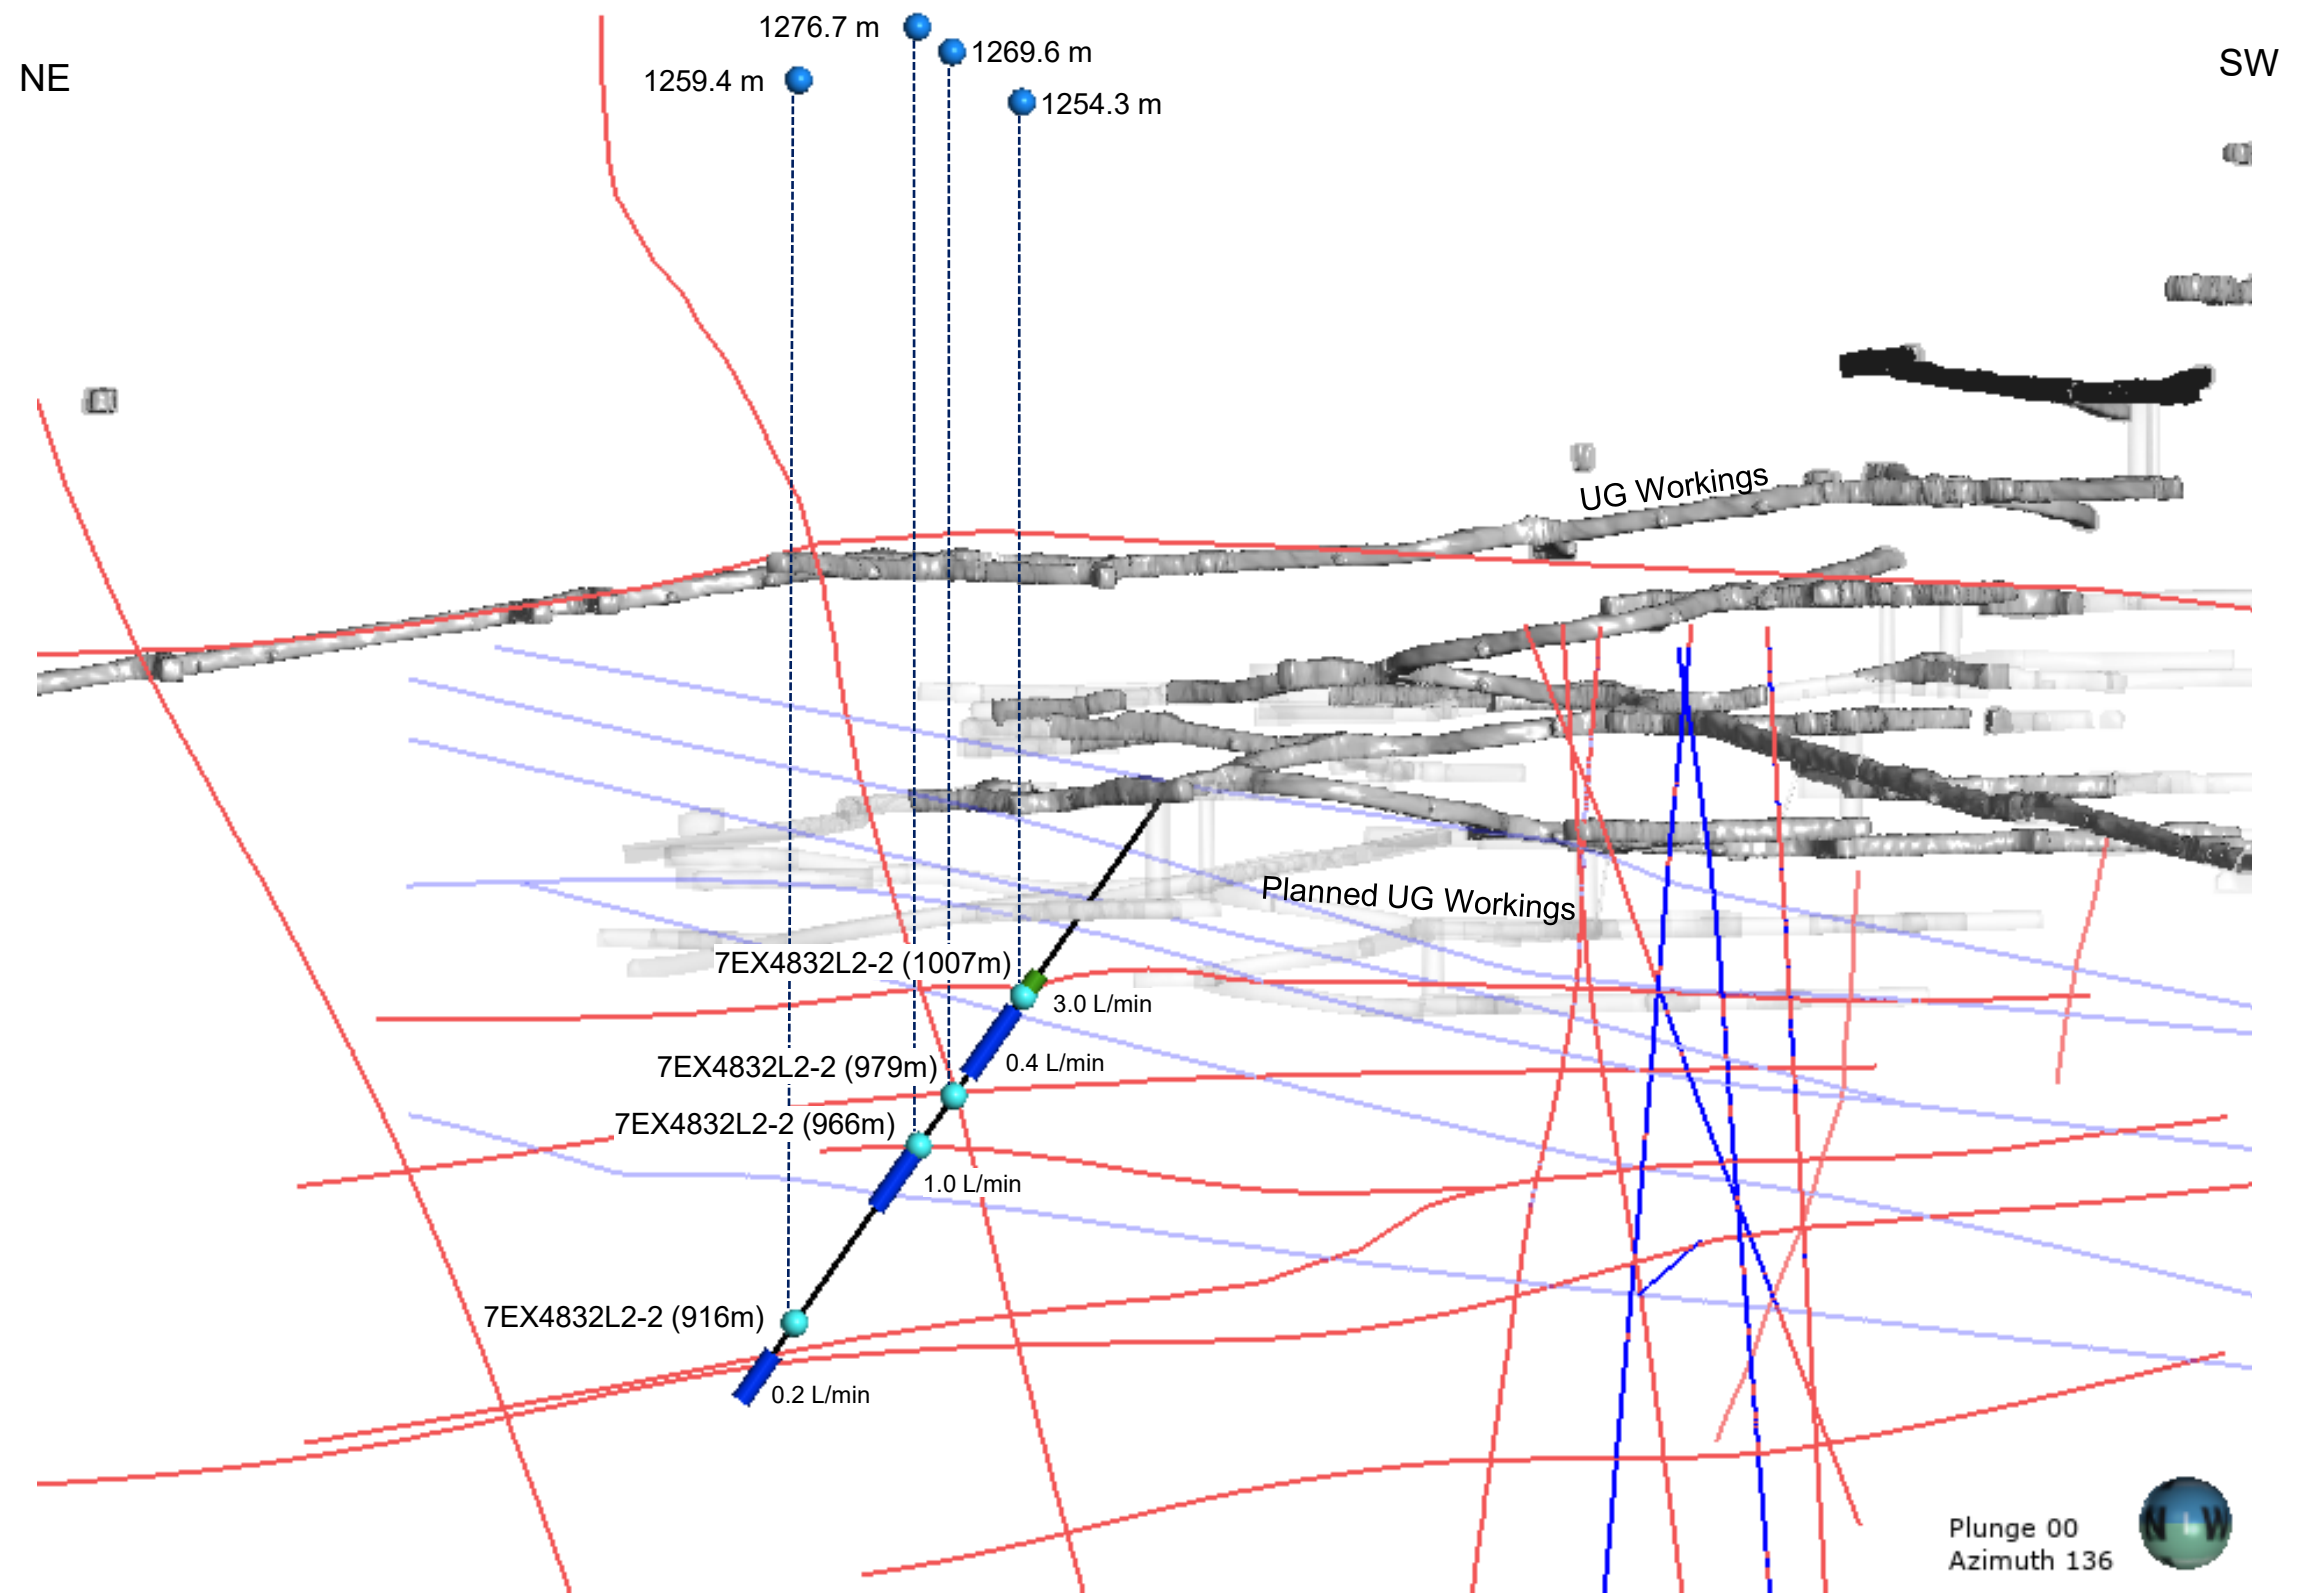 1276.7 m
1269.6 m
NE
SW
1259.4 m
1254.3 m
UG Workings
Planned UG Workings
7EX4832L2-2 (1007m)
3.0 L/min
7EX4832L2-2 (979m)
0.4 L/min
7EX4832L2-2 (966m)
1.0 L/min
7EX4832L2-2 (916m)
0.2 L/min
Plunge 00
Azimuth 136
N W